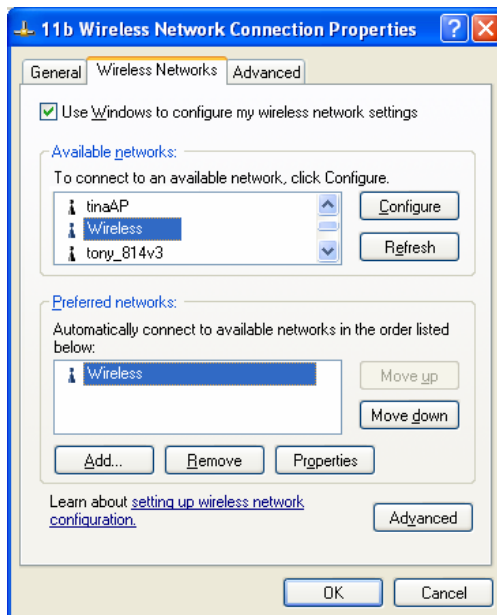 11b Wireless Network Connection Properties
General Wireless Networks Advanced
Use Windows to configure my wireless network settings
Available networks:
To connect to an available network, click Configure.
tinaAP
Wireless
tony_814v3
Configure
Refresh
Preferred networks:
Automatically connect to available networks in the order listed
below:
Wireless
Move up
Move down
Add... Remove Properties
Learn about setting up wireless network
configuration.
Advanced
OK Cancel